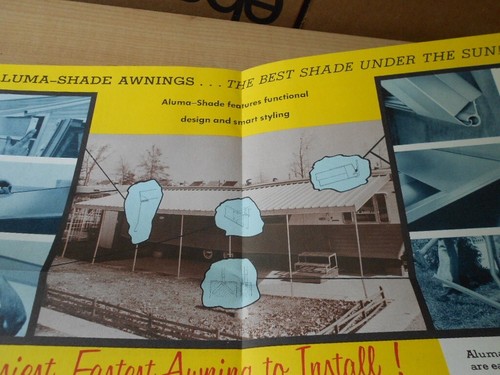 ALUMA-SHADE AWNINGS . . . THE BEST SHADE UNDER THE SUN!
Aluma-Shade features functional
design and smart styling
Fastest Awning to Install !
Aluma
are ea